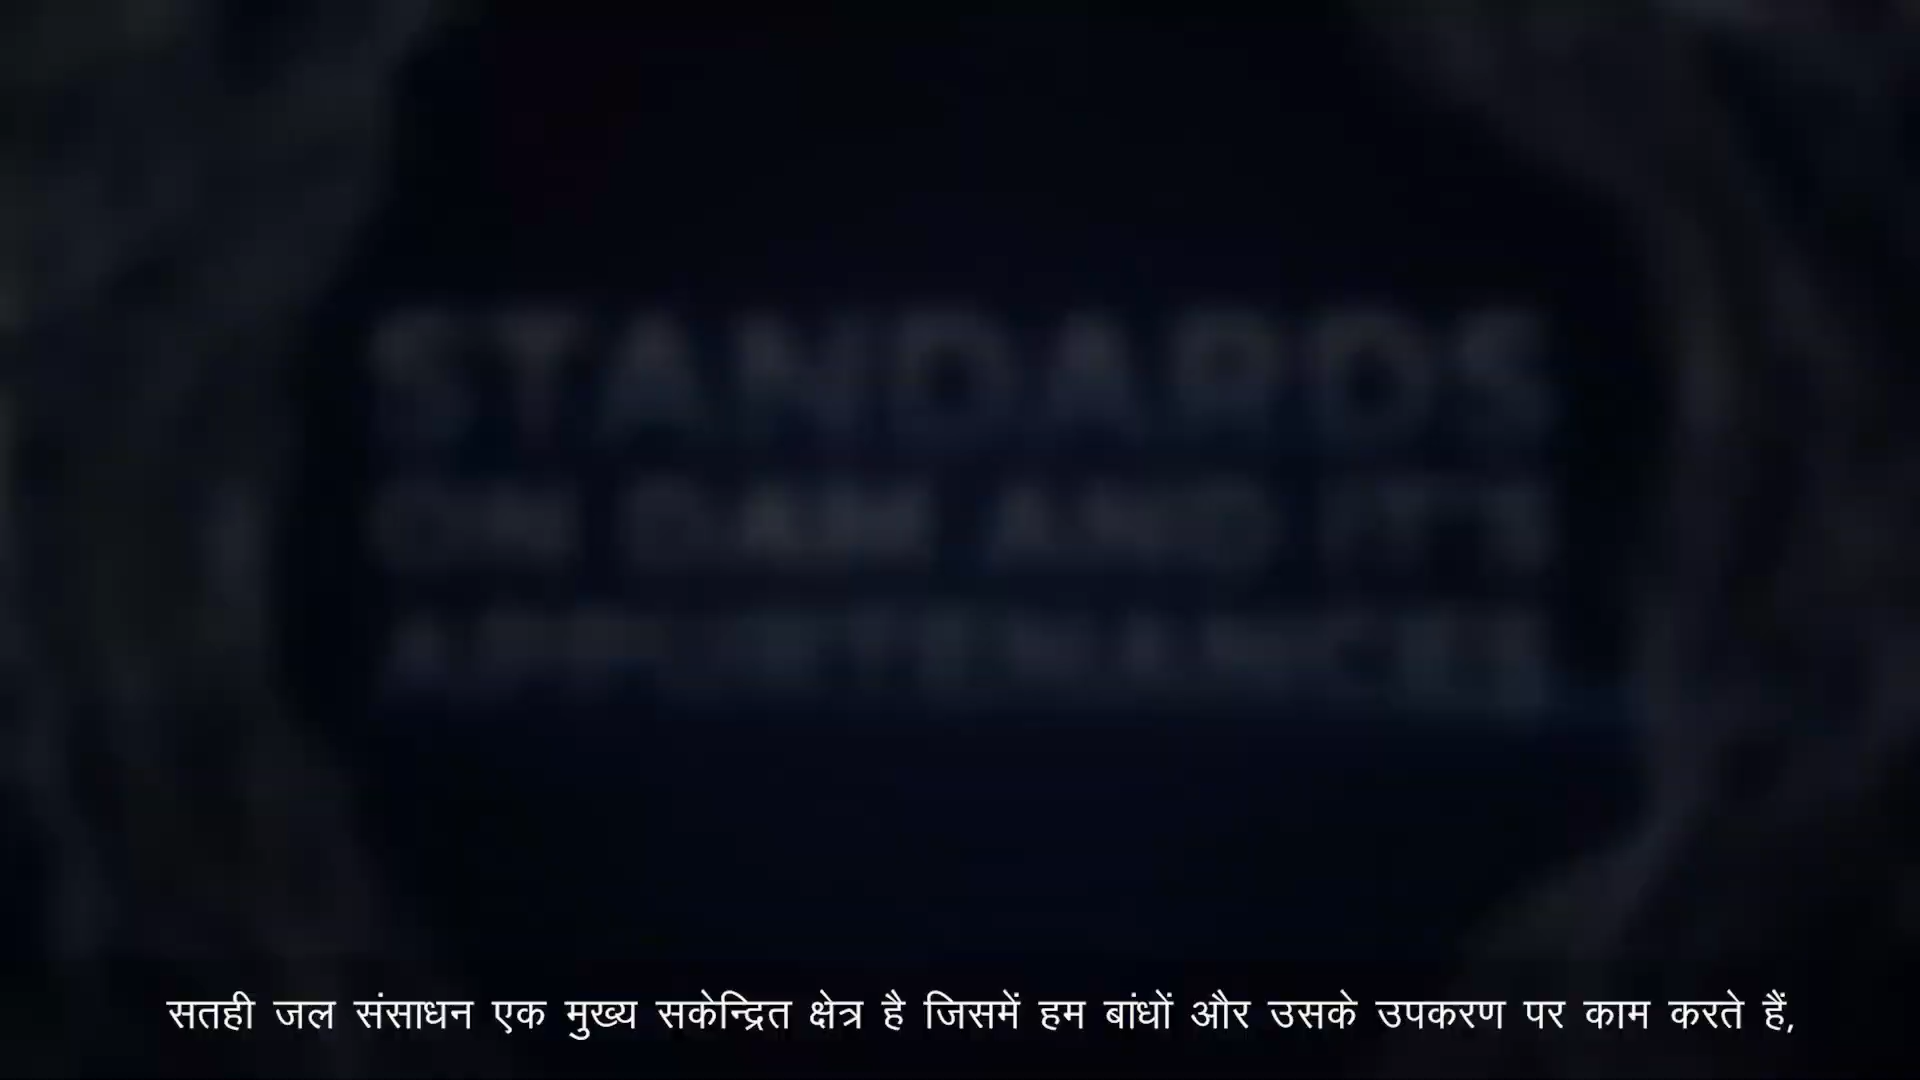 STANDARDS
ON DAM AND IT'S
APPURTENANCES
सतही जल संसाधन एक मुख्य सकेन्द्रित क्षेत्र है जिसमें हम बांधों और उसके उपकरण पर काम करते हैं,